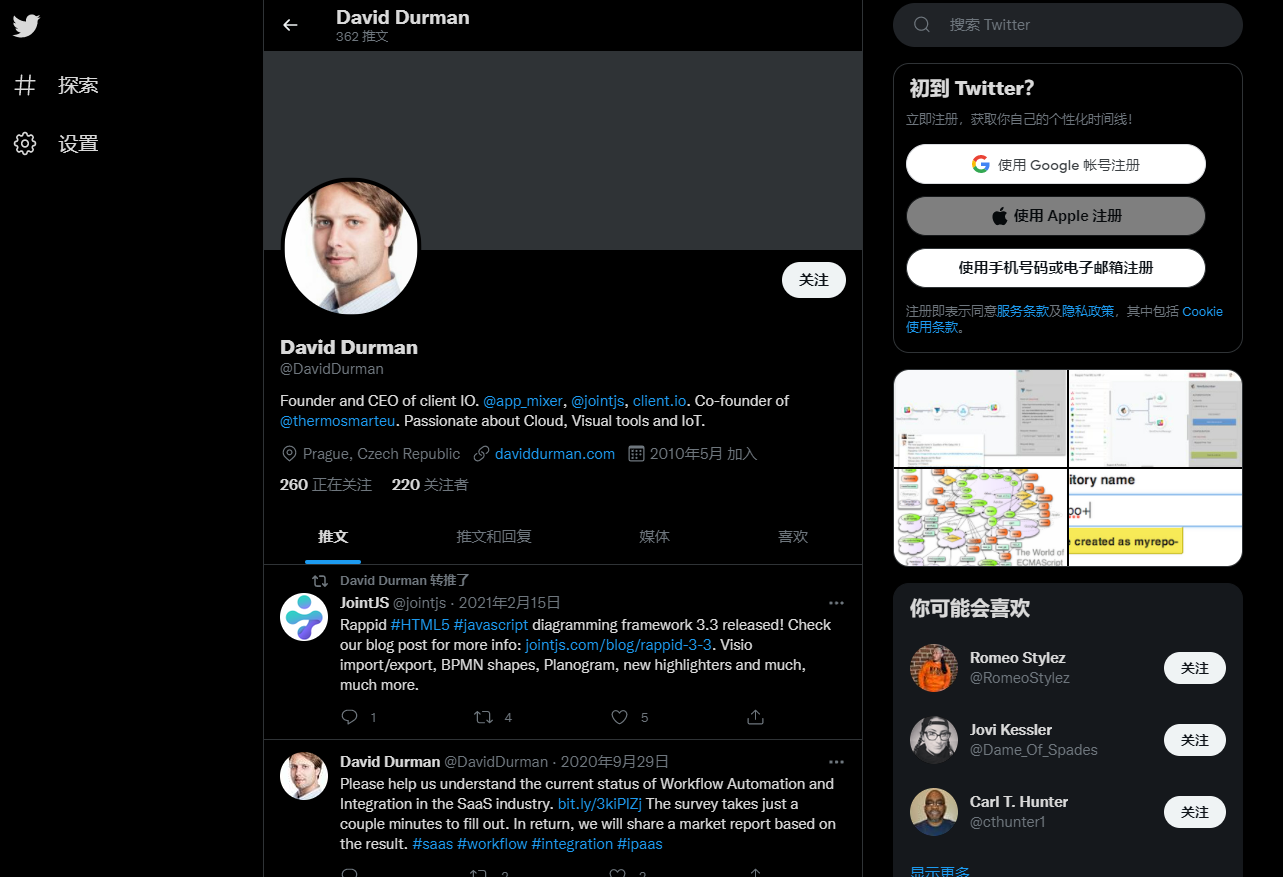 探索
设置
David Durman
362 推文
关注
David Durman
@DavidDurman
Founder and CEO of client IO. @app_mixer, @jointjs, client.io. Co-founder of
@thermosmarteu. Passionate about Cloud, Visual tools and IoT.
Prague, Czech Republic daviddurman.com 2010年5月 加入
260 正在关注 220 关注者
推文 推文和回复 媒体 喜欢
David Durman 转推了
JointJS @jointjs · 2021年2月15日
Rappid #HTML5 #javascript diagramming framework 3.3 released! Check
our blog post for more info: jointjs.com/blog/rappid-3-3. Visio
import/export, BPMN shapes, Planogram, new highlighters and much,
much more.
1 4 5
David Durman @DavidDurman · 2020年9月29日
Please help us understand the current status of Workflow Automation and
Integration in the SaaS industry. bit.ly/3kiPlZj The survey takes just a
couple minutes to fill out. In return, we will share a market report based on
the result. #saas #workflow #integration #ipaas
搜索 Twitter
初到 Twitter？
立即注册，获取你自己的个性化时间线！
使用 Google 帐号注册
使用 Apple 注册
使用手机号码或电子邮箱注册
注册即表示同意服务条款及隐私政策，其中包括 Cookie
使用条款。
itory name
oo+
e created as myrepo-
The World of
ECMAScript
你可能会喜欢
Romeo Stylez
@RomeoStylez
关注
Jovi Kessler
@Dame_Of_Spades
关注
Carl T. Hunter
@cthunter1
关注
显示更多